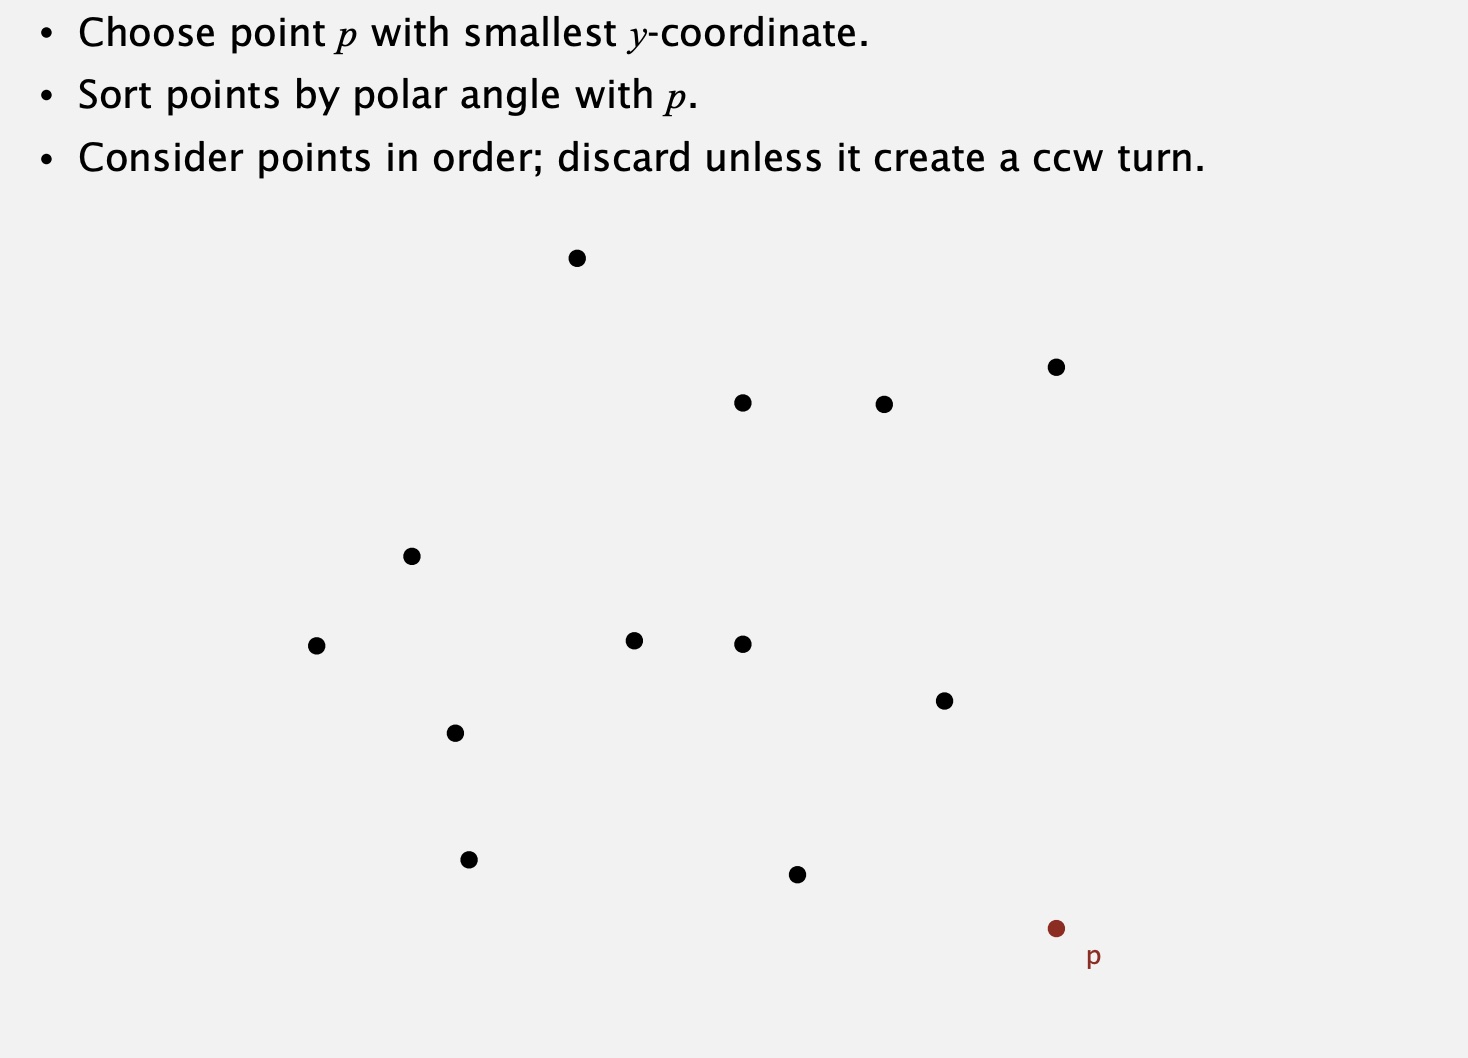 • Choose point p with smallest y-coordinate.
• Sort points by polar angle with p.
• Consider points in order; discard unless it create a ccw turn.
p